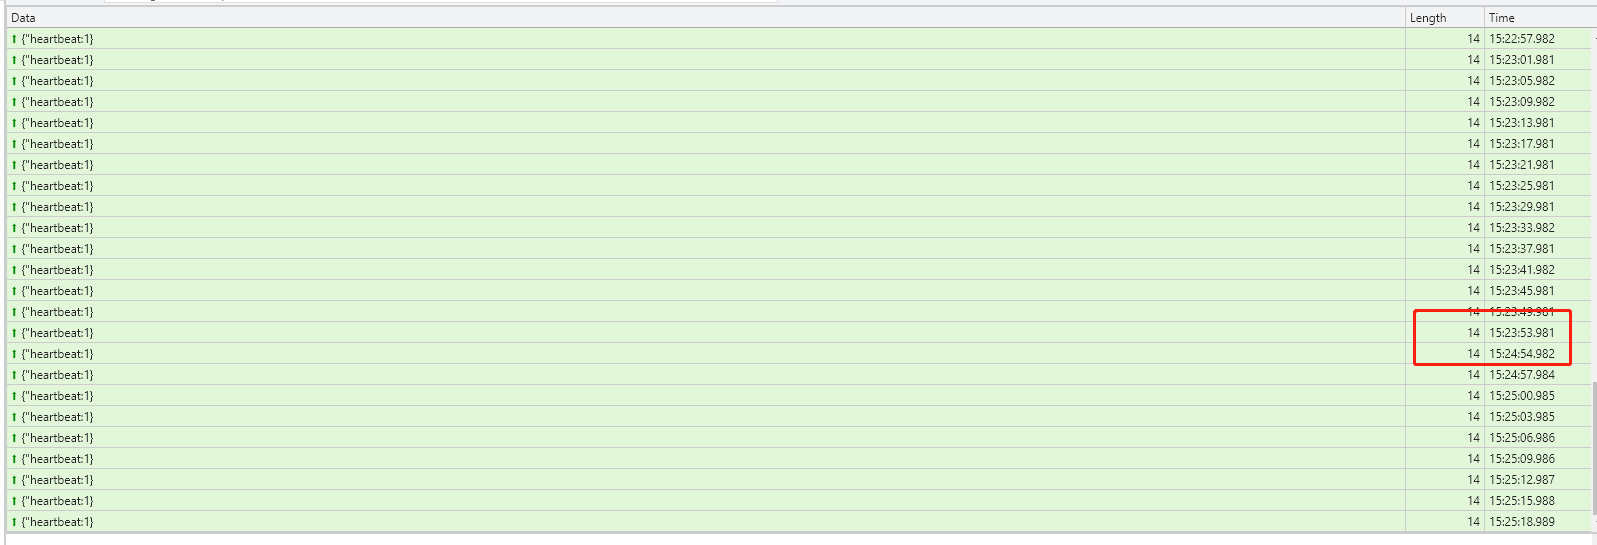 Data Length Time
{"heartbeat:1} 14 15:22:57.982
{"heartbeat:1} 14 15:23:01.981
{"heartbeat:1} 14 15:23:05.982
{"heartbeat:1} 14 15:23:09.982
{"heartbeat:1} 14 15:23:13.981
{"heartbeat:1} 14 15:23:17.981
{"heartbeat:1} 14 15:23:21.981
{"heartbeat:1} 14 15:23:25.981
{"heartbeat:1} 14 15:23:29.981
{"heartbeat:1} 14 15:23:33.982
{"heartbeat:1} 14 15:23:37.981
{"heartbeat:1} 14 15:23:41.982
{"heartbeat:1} 14 15:23:45.981
{"heartbeat:1} 14 15:23:49.981
{"heartbeat:1} 14 15:23:53.981
{"heartbeat:1} 14 15:24:54.982
{"heartbeat:1} 14 15:24:57.984
{"heartbeat:1} 14 15:25:00.985
{"heartbeat:1} 14 15:25:03.985
{"heartbeat:1} 14 15:25:06.986
{"heartbeat:1} 14 15:25:09.986
{"heartbeat:1} 14 15:25:12.987
{"heartbeat:1} 14 15:25:15.988
{"heartbeat:1} 14 15:25:18.989